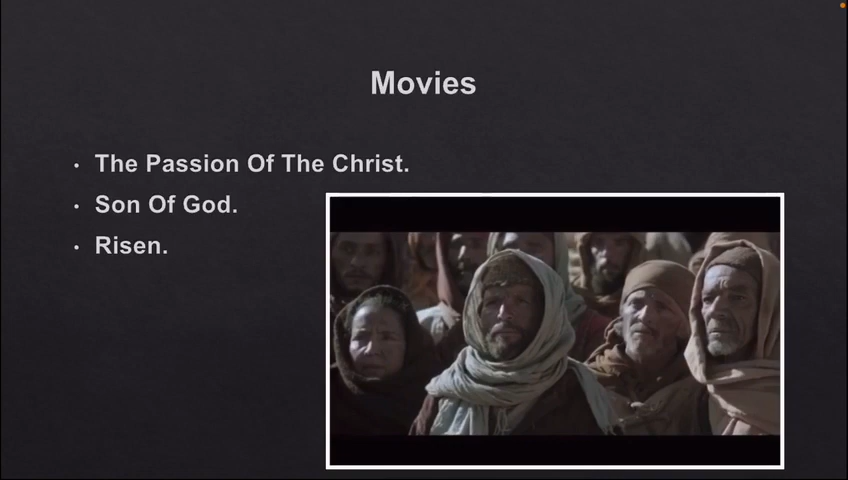 Movies
• The Passion Of The Christ.
• Son Of God.
• Risen.